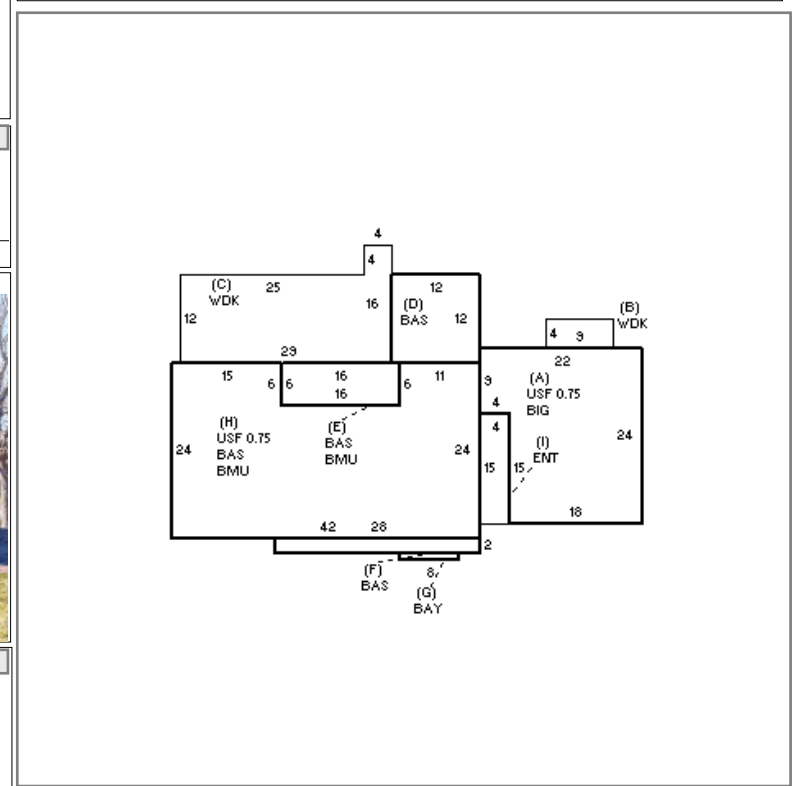 4
4
(C)
WDK
25
12
16
29
12
(D)
BAS
12
(B)
WDK
4 9
22
9
(A)
USF 0.75
BIG
24
4
4
(I)
ENT
15
15
18
15
6
6
16
16
6
11
(H)
USF 0.75
BAS
BMU
24
(E)
BAS
BMU
24
42
28
2
(F)
BAS
8
(G)
BAY